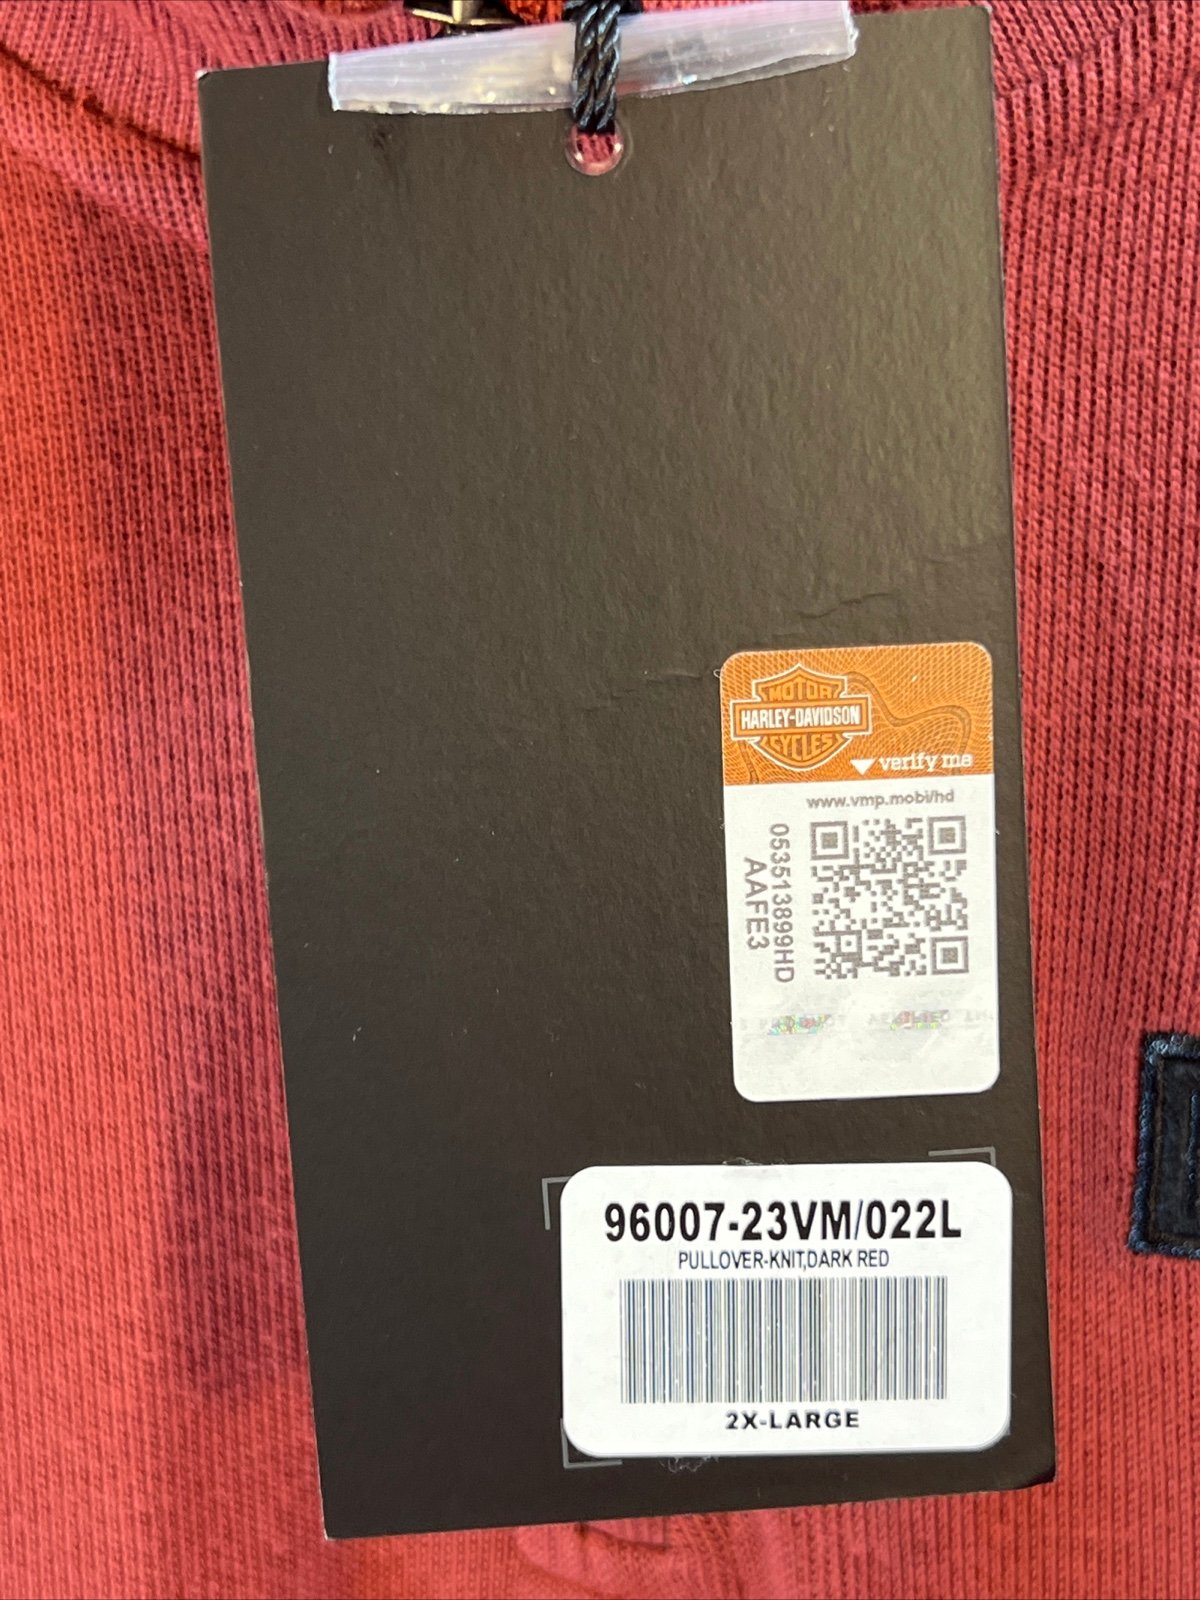 MOTOR
HARLEY-DAVIDSON
CYCLES
verify me
www.vmp.mobi/hd
053513899HD
AAFE3
96007-23VM/022L
PULLOVER-KNIT,DARK RED
2X-LARGE